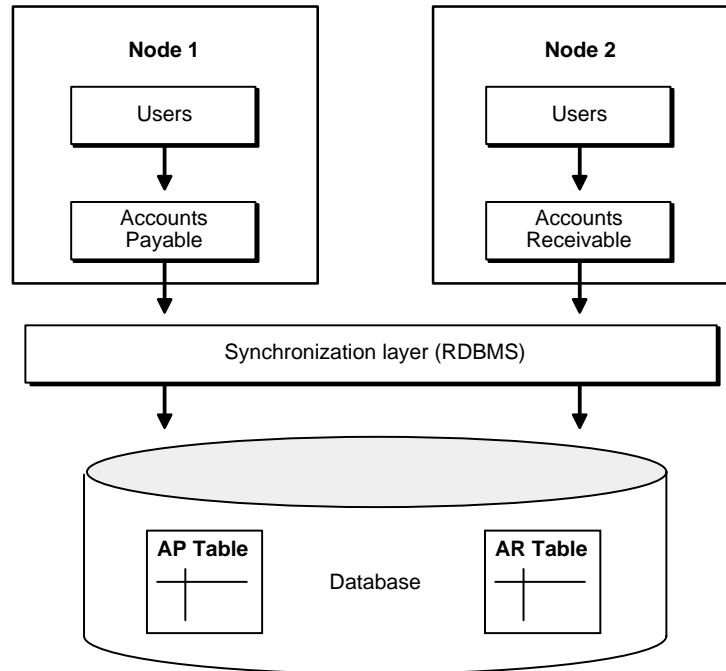 Node 1
Node 2
Users
Users
Accounts
Payable
Accounts
Receivable
Synchronization layer (RDBMS)
AP Table
Database
AR Table